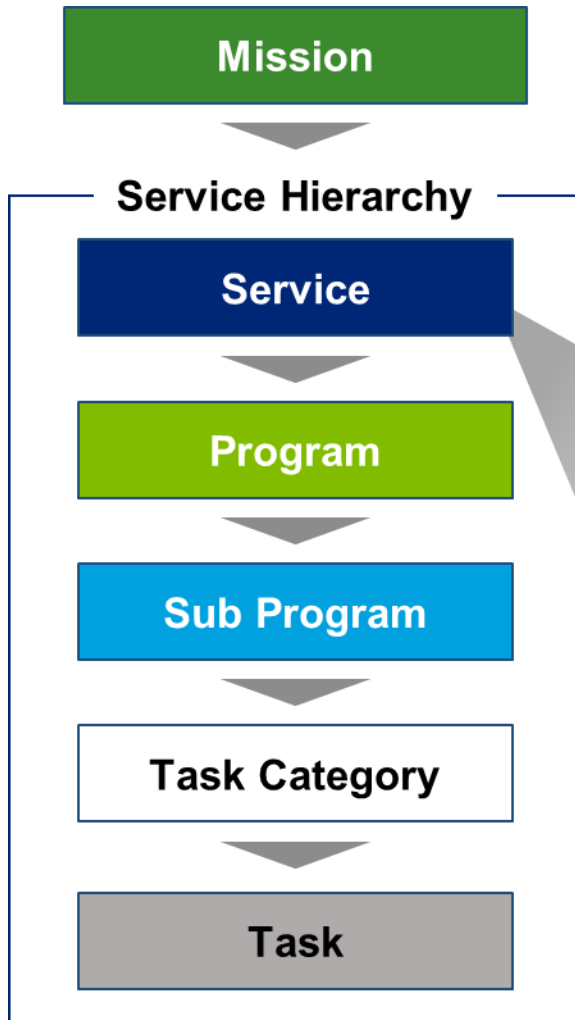 Mission
Service Hierarchy
Service
Program
Sub Program
Task Category
Task